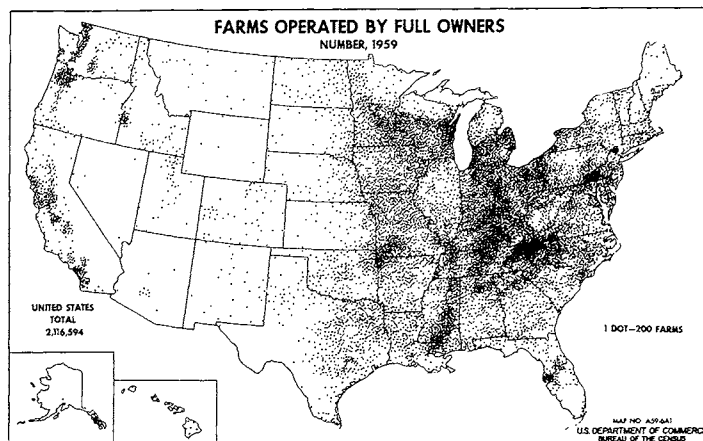 FARMS OPERATED BY FULL OWNERS
NUMBER, 1959
UNITED STATES
TOTAL
2,116,594
1 DOT—200 FARMS
MAP NO. A59-6A1
U.S. DEPARTMENT OF COMMERCE
BUREAU OF THE CENSUS